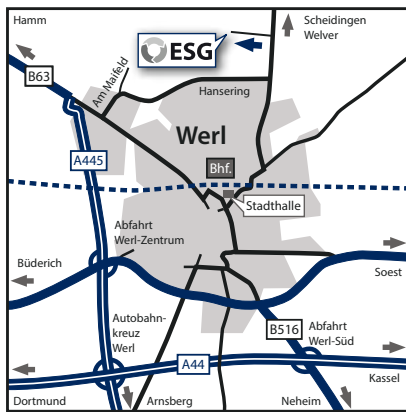 Hamm
Scheidingen
Welver
ESG
B63
Am Maifeld
Hansering
Werl
A445
Bhf.
Stadthalle
Abfahrt
Werl-Zentrum
Büderich
Soest
Autobahn-
kreuz
Werl
B516
Abfahrt
Werl-Süd
A44
Kassel
Dortmund
Arnsberg
Neheim